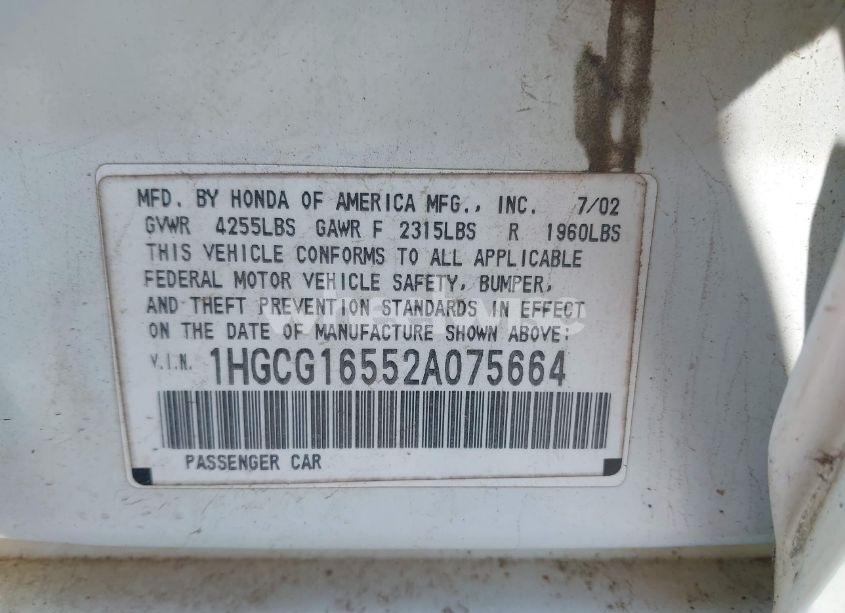 MFD. BY HONDA OF AMERICA MFG., INC. 7/02
GVWR 4255LBS GAWR F 2315LBS R 1960LBS
THIS VEHICLE CONFORMS TO ALL APPLICABLE
FEDERAL MOTOR VEHICLE SAFETY, BUMPER,
AND THEFT PREVENTION STANDARDS IN EFFECT
ON THE DATE OF MANUFACTURE SHOWN ABOVE:
V.I.N. 1HGCG16552A075664
PASSENGER CAR